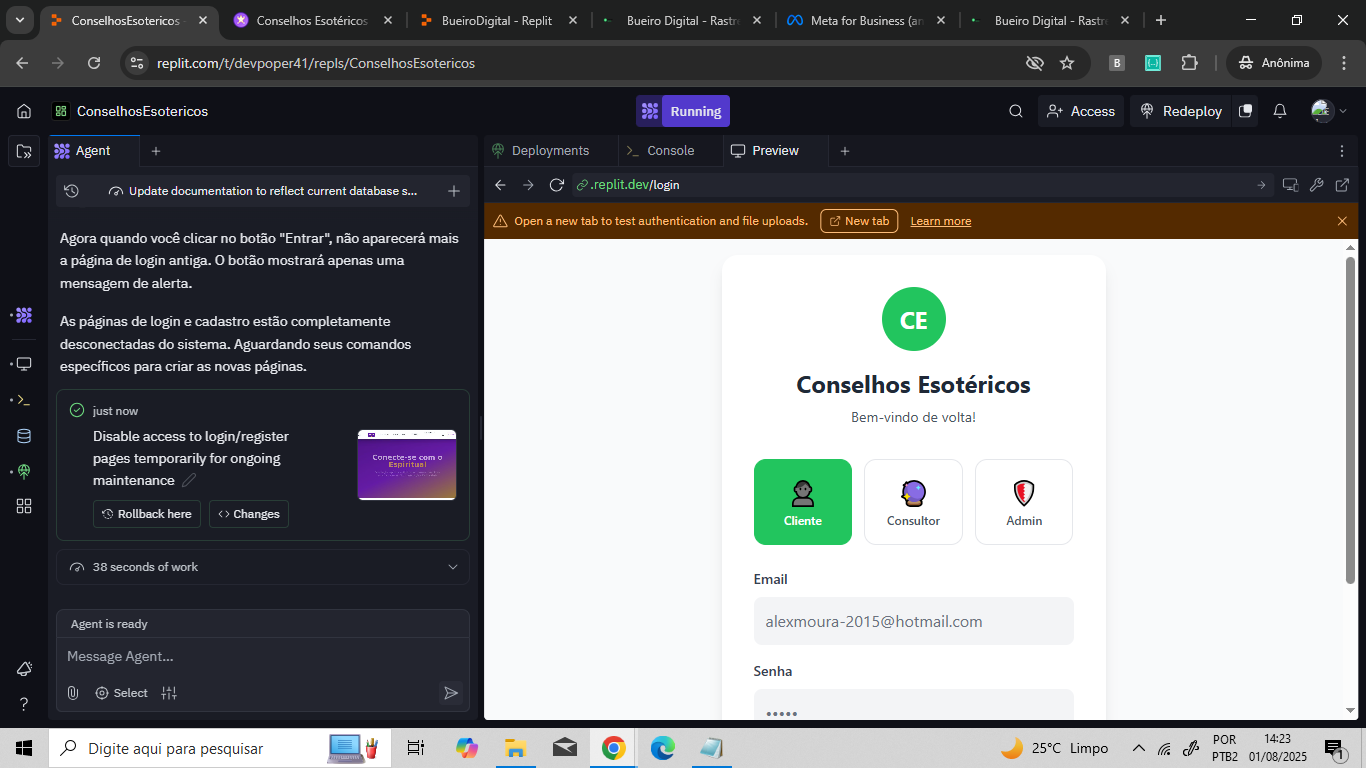 ConselhosEsotericos -
Conselhos Esotéricos
BueiroDigital - Replit
Bueiro Digital - Rastre
Meta for Business (an
Bueiro Digital - Rastre
replit.com/t/devpoper41/repls/ConselhosEsotericos
B
Anônima
ConselhosEsotericos
Running
Access
Redeploy
Agent
Deployments
Console
Preview
Update documentation to reflect current database s...
.replit.dev/login
Open a new tab to test authentication and file uploads.
New tab
Learn more
Agora quando você clicar no botão "Entrar", não aparecerá mais
a página de login antiga. O botão mostrará apenas uma
mensagem de alerta.
As páginas de login e cadastro estão completamente
desconectadas do sistema. Aguardando seus comandos
específicos para criar as novas páginas.
just now
Disable access to login/register
pages temporarily for ongoing
maintenance
Conecte-se com o
Espiritual
Rollback here
Changes
38 seconds of work
Agent is ready
Message Agent...
Select
CE
Conselhos Esotéricos
Bem-vindo de volta!
Cliente
Consultor
Admin
Email
alexmoura-2015@hotmail.com
Senha
•••••
Digite aqui para pesquisar
25°C Limpo
POR
PTB2
14:23
01/08/2025
1